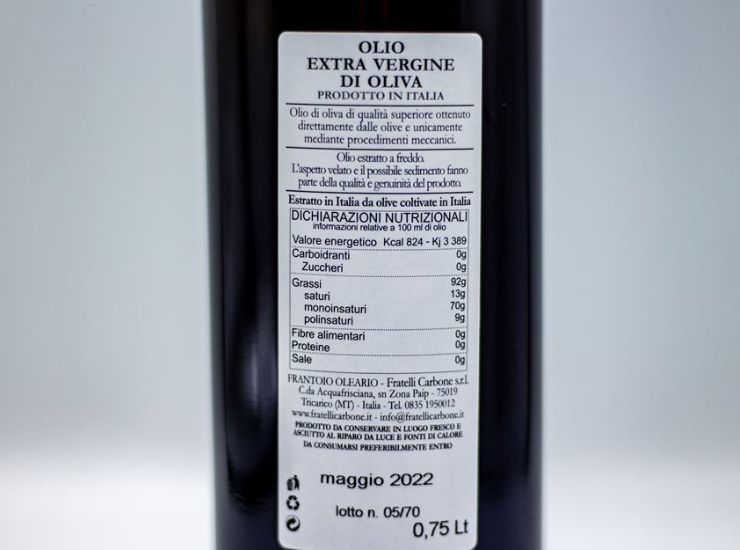 OLIO
EXTRA VERGINE
DI OLIVA
PRODOTTO IN ITALIA
Olio di oliva di qualità superiore ottenuto
direttamente dalle olive e unicamente
mediante procedimenti meccanici.
Olio estratto a freddo.
L'aspetto velato e il possibile sedimento fanno
parte della qualità e genuinità del prodotto.
Estratto in Italia da olive coltivate in Italia
DICHIARAZIONI NUTRIZIONALI
informazioni relative a 100 ml di olio
Valore energetico Kcal 824 - Kj 3 389
Carboidranti 0g
Zuccheri 0g
Grassi 92g
saturi 13g
monoinsaturi 70g
polinsaturi 9g
Fibre alimentari 0g
Proteine 0g
Sale 0g
FRANTOIO OLEARIO - Fratelli Carbone s.r.l.
C.da Acquafrisciana, sn Zona Paip - 75019
Tricarico (MT) - Italia - Tel. 0835 1950012
www.fratellicarbone.it - info@fratellicarbone.it
PRODOTTO DA CONSERVARE IN LUOGO FRESCO E
ASCIUTTO AL RIPARO DA LUCE E FONTI DI CALORE
DA CONSUMARSI PREFERIBILMENTE ENTRO
maggio 2022
lotto n. 05/70
0,75 Lt